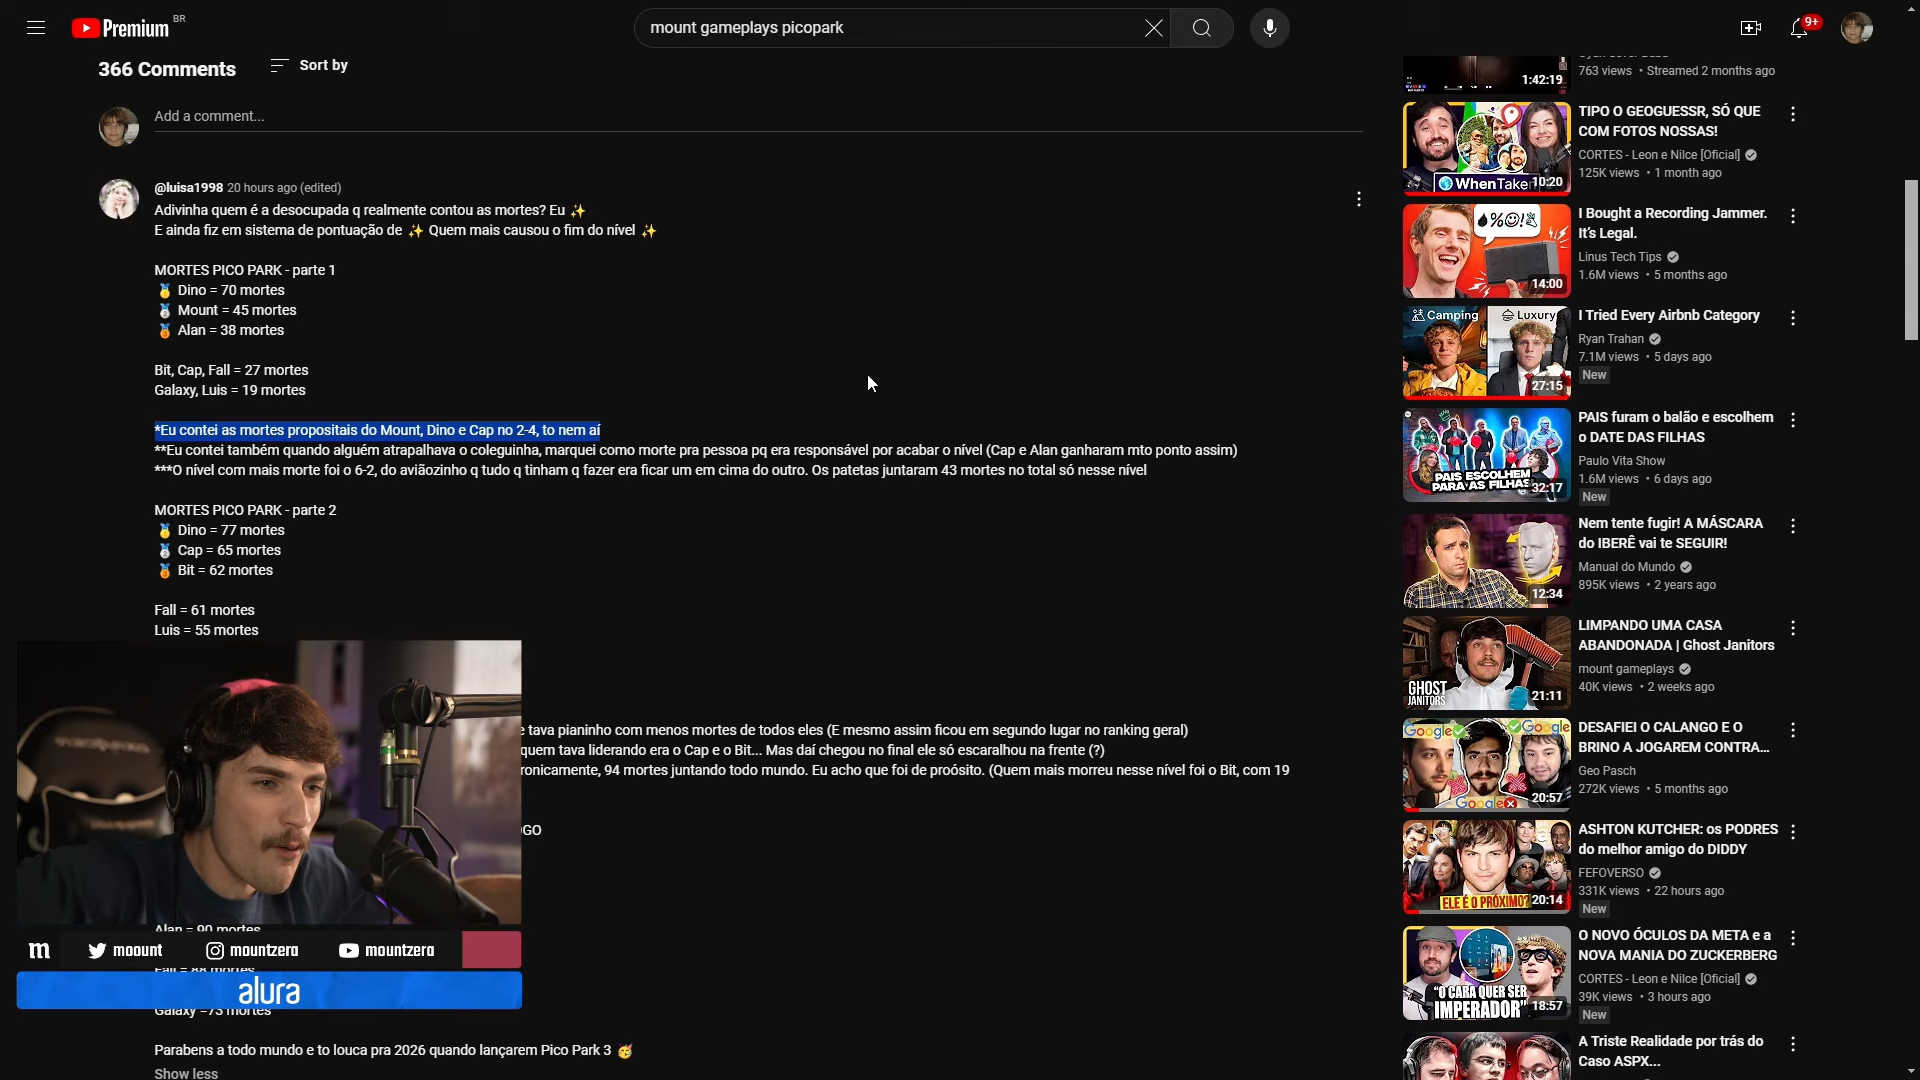 Premium BR
mount gameplays picopark
9+
366 Comments
Sort by
Add a comment...
@luisa1998 20 hours ago (edited)
Adivinha quem é a desocupada q realmente contou as mortes? Eu ✨
E ainda fiz em sistema de pontuação de ✨ Quem mais causou o fim do nível ✨
MORTES PICO PARK - parte 1
🥇 Dino = 70 mortes
🥈 Mount = 45 mortes
🥉 Alan = 38 mortes
Bit, Cap, Fall = 27 mortes
Galaxy, Luis = 19 mortes
*Eu contei as mortes propositais do Mount, Dino e Cap no 2-4, to nem aí
**Eu contei também quando alguém atrapalhava o coleguinha, marquei como morte pra pessoa pq era responsável por acabar o nível (Cap e Alan ganharam mto ponto assim)
***O nível com mais morte foi o 6-2, do aviãozinho q tudo q tinham q fazer era ficar um em cima do outro. Os patetas juntaram 43 mortes no total só nesse nível
MORTES PICO PARK - parte 2
🥇 Dino = 77 mortes
🥈 Cap = 65 mortes
🥉 Bit = 62 mortes
Fall = 61 mortes
Luis = 55 mortes
e tava pianinho com menos mortes de todos eles (E mesmo assim ficou em segundo lugar no ranking geral)
quem tava liderando era o Cap e o Bit... Mas daí chegou no final ele só escaralhou na frente (?)
ronicamente, 94 mortes juntando todo mundo. Eu acho que foi de proósito. (Quem mais morreu nesse nível foi o Bit, com 19
OGO
Alan = 90 mortes
m moount mountzera mountzera
Fall = 88 mortes
alura
Galaxy =73 mortes
Parabens a todo mundo e to louca pra 2026 quando lançarem Pico Park 3 🥳
Show less
1:42:19
763 views • Streamed 2 months ago
WhenTaken
10:20
TIPO O GEOGUESSR, SÓ QUE
COM FOTOS NOSSAS!
CORTES - Leon e Nilce [Oficial]
125K views • 1 month ago
14:00
I Bought a Recording Jammer.
It's Legal.
Linus Tech Tips
1.6M views • 5 months ago
Camping
Luxury
27:15
I Tried Every Airbnb Category
Ryan Trahan
7.1M views • 5 days ago
New
PAIS ESCOLHEM
PARA AS FILHAS
32:17
PAIS furam o balão e escolhem
o DATE DAS FILHAS
Paulo Vita Show
1.6M views • 6 days ago
New
12:34
Nem tente fugir! A MÁSCARA
do IBERÊ vai te SEGUIR!
Manual do Mundo
895K views • 2 years ago
GHOST
JANITORS
21:11
LIMPANDO UMA CASA
ABANDONADA | Ghost Janitors
mount gameplays
40K views • 2 weeks ago
Google
Google
Google
20:57
DESAFIEI O CALANGO E O
BRINO A JOGAREM CONTRA...
Geo Pasch
272K views • 5 months ago
ELE É O PRÓXIMO?
20:14
ASHTON KUTCHER: os PODRES
do melhor amigo do DIDDY
FEFOVERSO
331K views • 22 hours ago
New
"O CARA QUER SER
IMPERADOR"
18:57
O NOVO ÓCULOS DA META e a
NOVA MANIA DO ZUCKERBERG
CORTES - Leon e Nilce [Oficial]
39K views • 3 hours ago
New
A Triste Realidade por trás do
Caso ASPX...